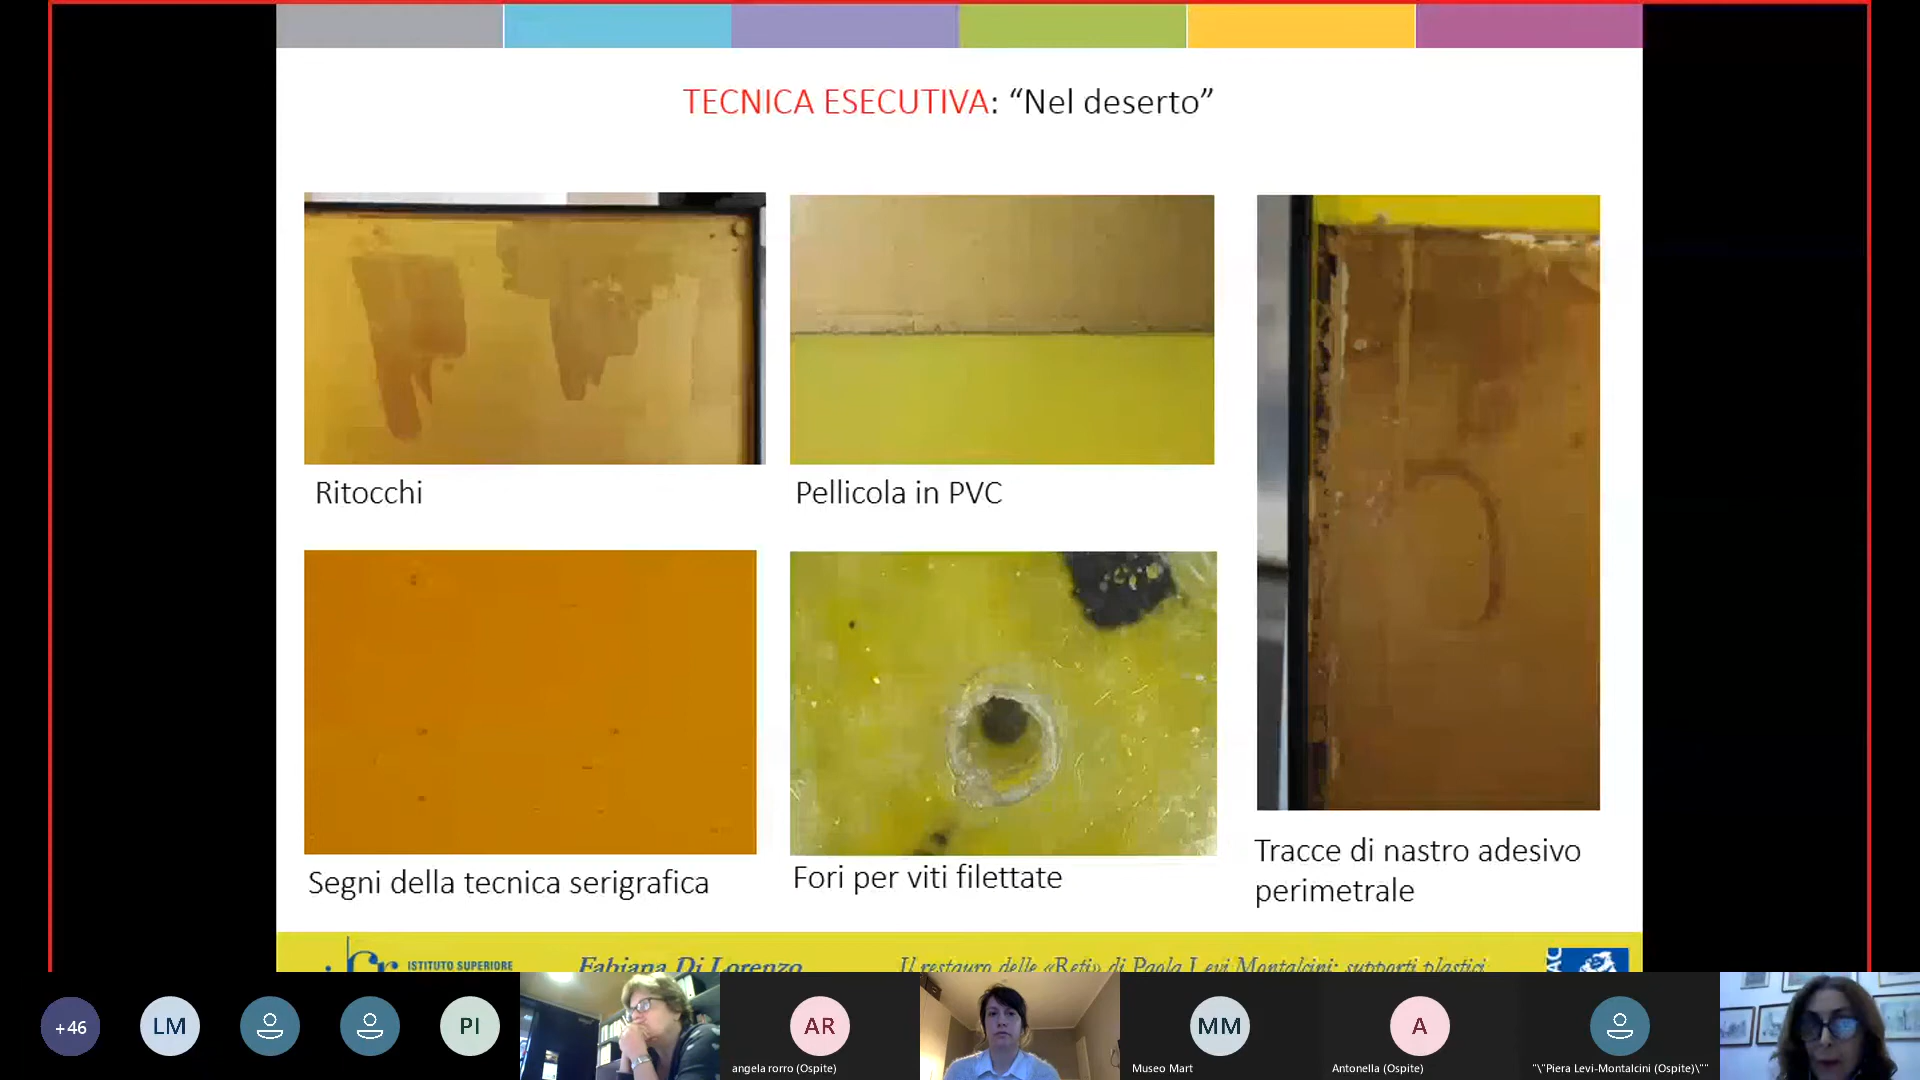 TECNICA ESECUTIVA: “Nel deserto”
Ritocchi
Pellicola in PVC
Segni della tecnica serigrafica
Fori per viti filettate
Tracce di nastro adesivo
perimetrale
ISTITUTO SUPERIORE
Fabiana Di Lorenzo
Il restauro delle «Reti» di Paola Levi Montalcini: supporti plastici
+46
LM
PI
AR
angela rorro (Ospite)
MM
Museo Mart
A
Antonella (Ospite)
"\"Piera Levi-Montalcini (Ospite)\""